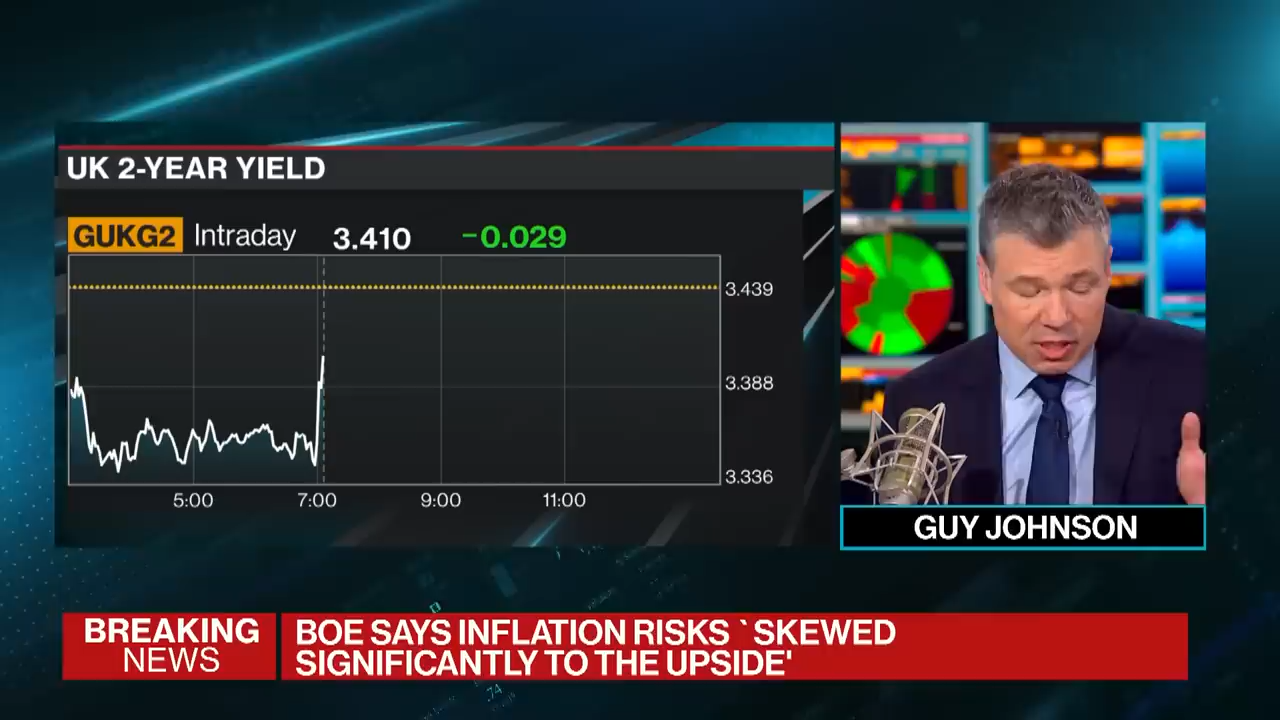 UK 2-YEAR YIELD
GUKG2 Intraday 3.410 -0.029
3.439
3.388
3.336
5:00 7:00 9:00 11:00
GUY JOHNSON
BREAKING
NEWS
BOE SAYS INFLATION RISKS `SKEWED
SIGNIFICANTLY TO THE UPSIDE'
.74